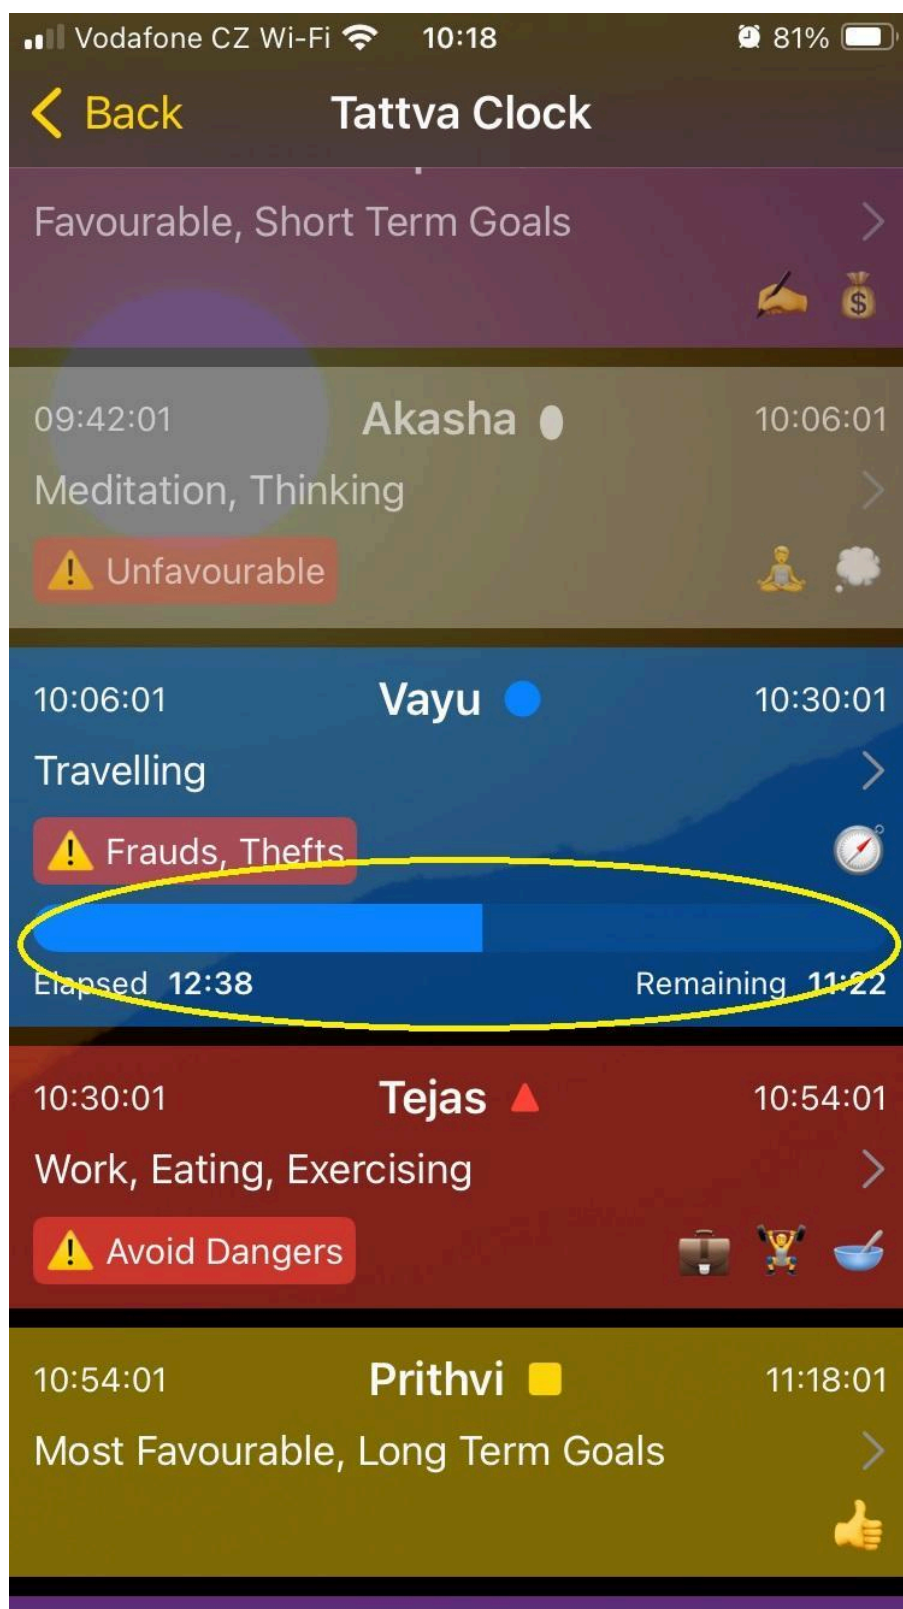 Vodafone CZ Wi-Fi 10:18 81%
Back Tattva Clock
Favourable, Short Term Goals
09:42:01 Akasha 10:06:01
Meditation, Thinking
Unfavourable
10:06:01 Vayu 10:30:01
Travelling
Frauds, Thefts
Elapsed 12:38 Remaining 11:22
10:30:01 Tejas 10:54:01
Work, Eating, Exercising
Avoid Dangers
10:54:01 Prithvi 11:18:01
Most Favourable, Long Term Goals